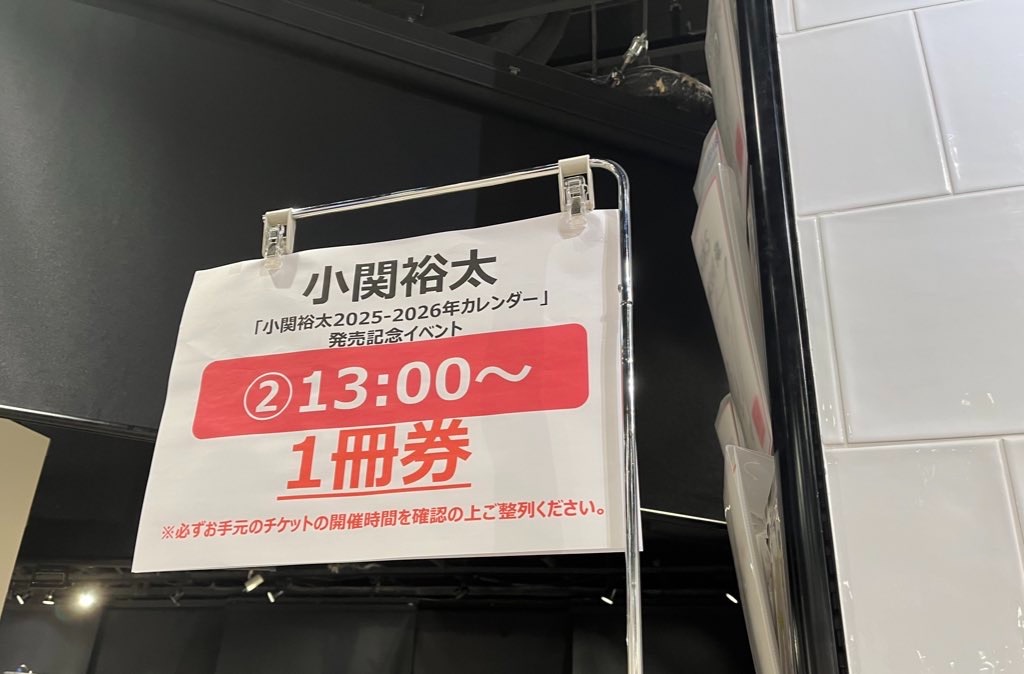 小関裕太
「小関裕太2025-2026年カレンダー」
発売記念イベント
②13:00～
1冊券
※必ずお手元のチケットの開催時間を確認の上ご整列ください。